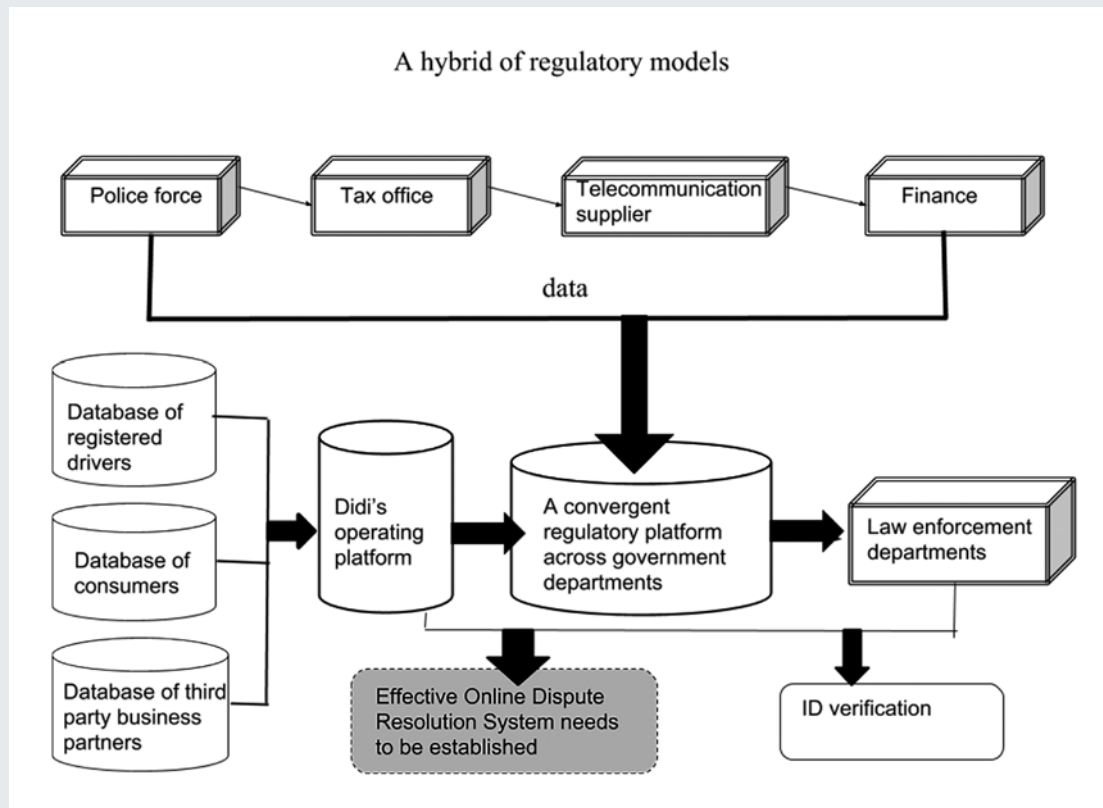 A hybrid of regulatory models
Police force
Tax office
Telecommunication
supplier
Finance
data
Database of
registered
drivers
Database of
consumers
Database of third
party business
partners
Didi's
operating
platform
A convergent
regulatory platform
across government
departments
Law enforcement
departments
Effective Online Dispute
Resolution System needs
to be established
ID verification